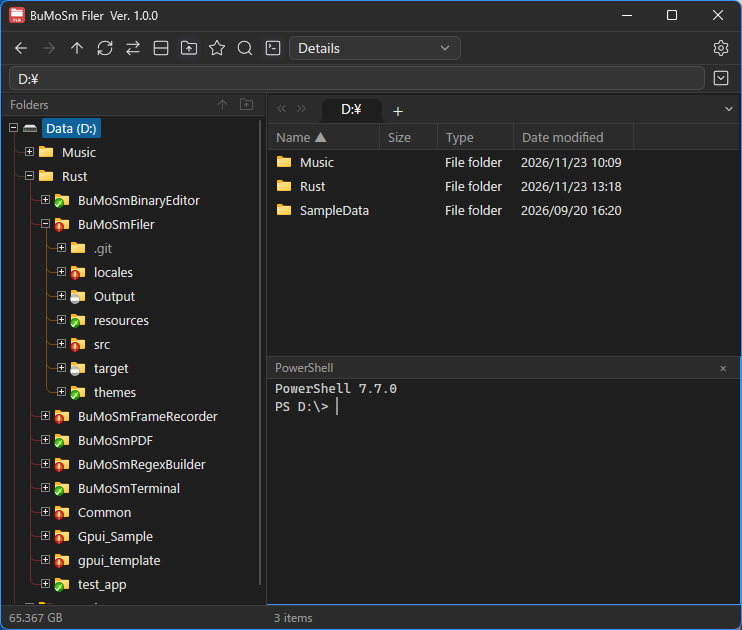 BuMoSm Filer Ver. 1.0.0
Details
D:¥
Folders
D:¥
+
Data (D:)
Music
Rust
BuMoSmBinaryEditor
BuMoSmFiler
.git
locales
Output
resources
src
target
themes
BuMoSmFrameRecorder
BuMoSmPDF
BuMoSmRegexBuilder
BuMoSmTerminal
Common
Gpui_Sample
gpui_template
test_app
Name Size Type Date modified
Music File folder 2026/11/23 10:09
Rust File folder 2026/11/23 13:18
SampleData File folder 2026/09/20 16:20
PowerShell
PowerShell 7.7.0
PS D:\>
65.367 GB
3 items